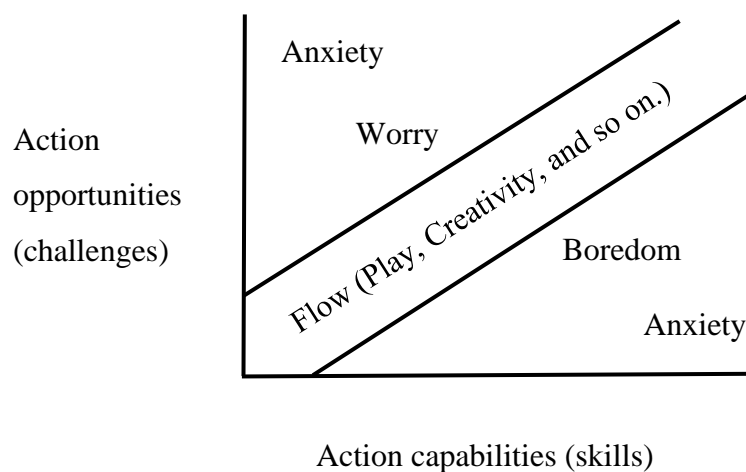 Anxiety
Worry
Action
opportunities
(challenges)
Flow (Play, Creativity, and so on.)
Boredom
Anxiety
Action capabilities (skills)